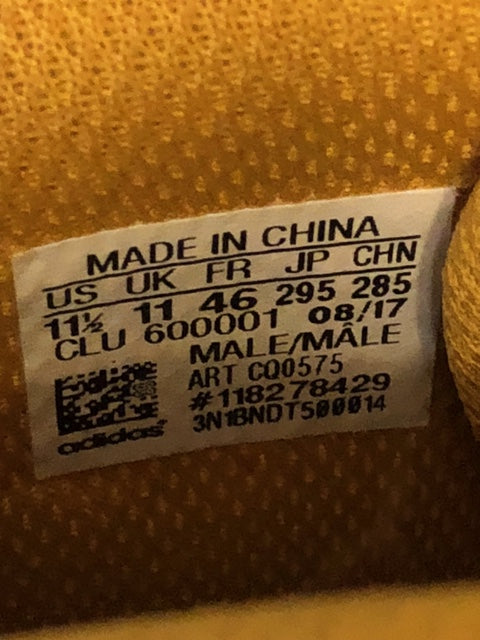 MADE IN CHINA
US UK FR JP CHN
11½ 11 46 295 285
CLU 600001 08/17
MALE/MÂLE
ART CQ0575
#118278429
3N1BNDT500014
adidas